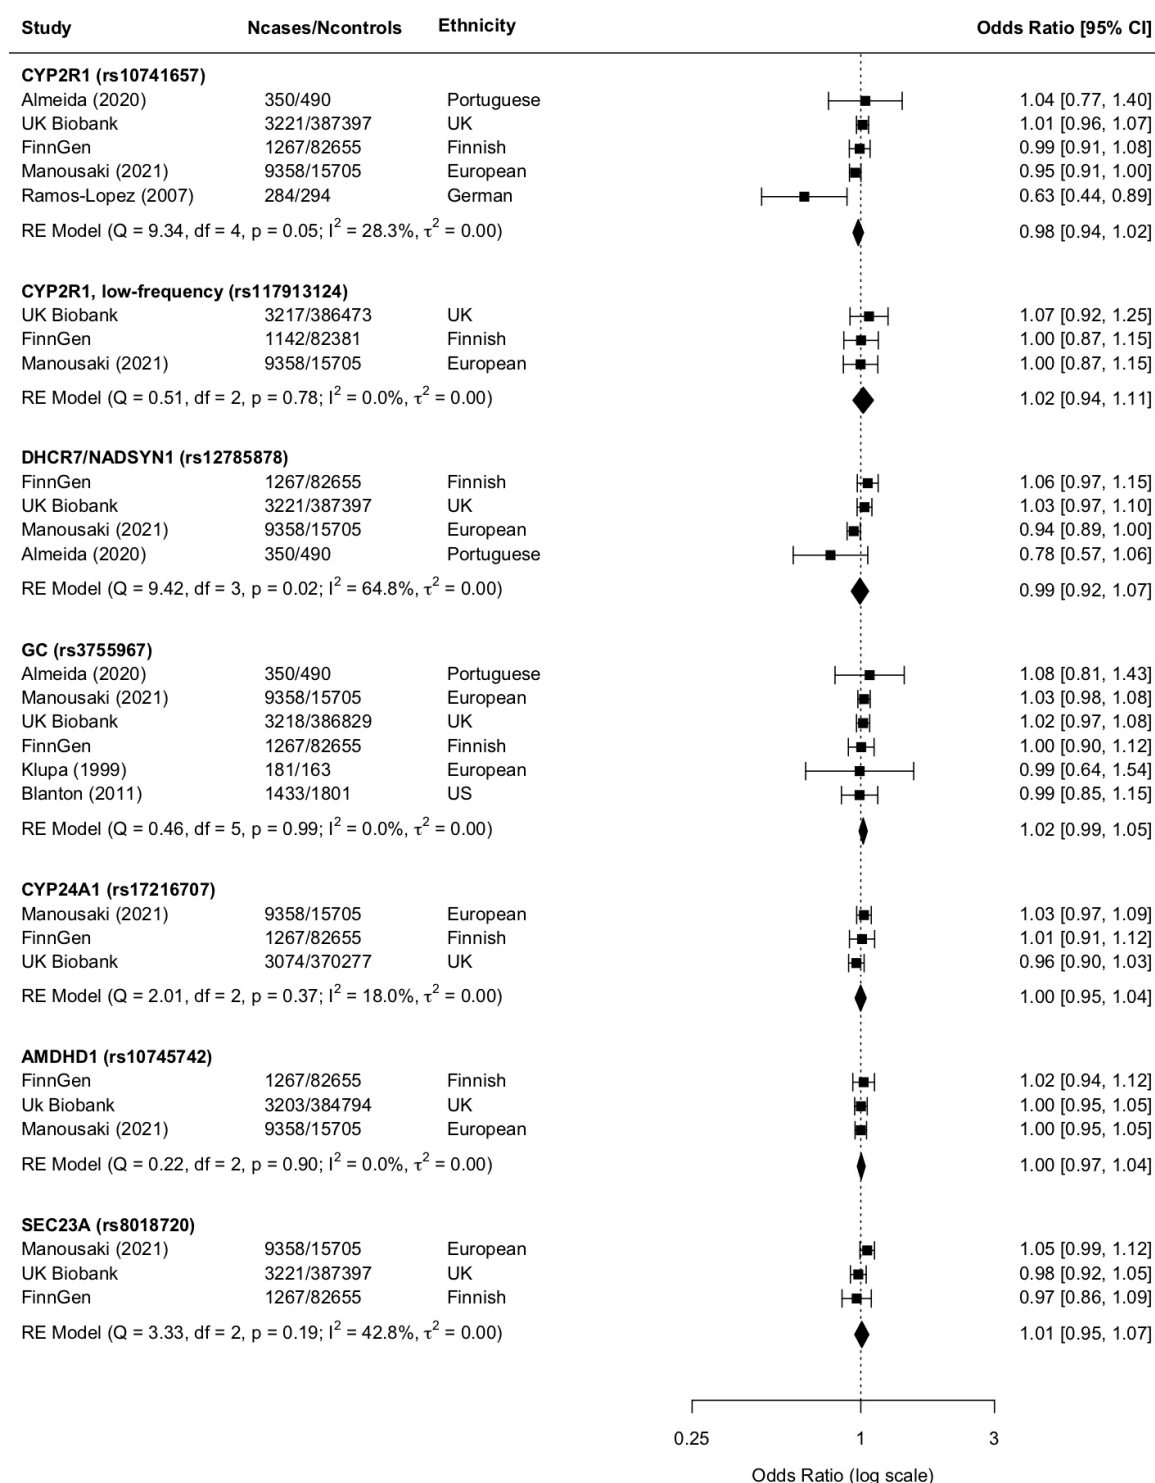 Study Ncases/Ncontrols Ethnicity Odds Ratio [95% CI]
CYP2R1 (rs10741657)
Almeida (2020) 350/490 Portuguese 1.04 [0.77, 1.40]
UK Biobank 3221/387397 UK 1.01 [0.96, 1.07]
FinnGen 1267/82655 Finnish 0.99 [0.91, 1.08]
Manousaki (2021) 9358/15705 European 0.95 [0.91, 1.00]
Ramos-Lopez (2007) 284/294 German 0.63 [0.44, 0.89]
RE Model (Q = 9.34, df = 4, p = 0.05; I² = 28.3%, τ² = 0.00) 0.98 [0.94, 1.02]
CYP2R1, low-frequency (rs117913124)
UK Biobank 3217/386473 UK 1.07 [0.92, 1.25]
FinnGen 1142/82381 Finnish 1.00 [0.87, 1.15]
Manousaki (2021) 9358/15705 European 1.00 [0.87, 1.15]
RE Model (Q = 0.51, df = 2, p = 0.78; I² = 0.0%, τ² = 0.00) 1.02 [0.94, 1.11]
DHCR7/NADSYN1 (rs12785878)
FinnGen 1267/82655 Finnish 1.06 [0.97, 1.15]
UK Biobank 3221/387397 UK 1.03 [0.97, 1.10]
Manousaki (2021) 9358/15705 European 0.94 [0.89, 1.00]
Almeida (2020) 350/490 Portuguese 0.78 [0.57, 1.06]
RE Model (Q = 9.42, df = 3, p = 0.02; I² = 64.8%, τ² = 0.00) 0.99 [0.92, 1.07]
GC (rs3755967)
Almeida (2020) 350/490 Portuguese 1.08 [0.81, 1.43]
Manousaki (2021) 9358/15705 European 1.03 [0.98, 1.08]
UK Biobank 3218/386829 UK 1.02 [0.97, 1.08]
FinnGen 1267/82655 Finnish 1.00 [0.90, 1.12]
Klupa (1999) 181/163 European 0.99 [0.64, 1.54]
Blanton (2011) 1433/1801 US 0.99 [0.85, 1.15]
RE Model (Q = 0.46, df = 5, p = 0.99; I² = 0.0%, τ² = 0.00) 1.02 [0.99, 1.05]
CYP24A1 (rs17216707)
Manousaki (2021) 9358/15705 European 1.03 [0.97, 1.09]
FinnGen 1267/82655 Finnish 1.01 [0.91, 1.12]
UK Biobank 3074/370277 UK 0.96 [0.90, 1.03]
RE Model (Q = 2.01, df = 2, p = 0.37; I² = 18.0%, τ² = 0.00) 1.00 [0.95, 1.04]
AMDHD1 (rs10745742)
FinnGen 1267/82655 Finnish 1.02 [0.94, 1.12]
Uk Biobank 3203/384794 UK 1.00 [0.95, 1.05]
Manousaki (2021) 9358/15705 European 1.00 [0.95, 1.05]
RE Model (Q = 0.22, df = 2, p = 0.90; I² = 0.0%, τ² = 0.00) 1.00 [0.97, 1.04]
SEC23A (rs8018720)
Manousaki (2021) 9358/15705 European 1.05 [0.99, 1.12]
UK Biobank 3221/387397 UK 0.98 [0.92, 1.05]
FinnGen 1267/82655 Finnish 0.97 [0.86, 1.09]
RE Model (Q = 3.33, df = 2, p = 0.19; I² = 42.8%, τ² = 0.00) 1.01 [0.95, 1.07]
0.25 1 3
Odds Ratio (log scale)